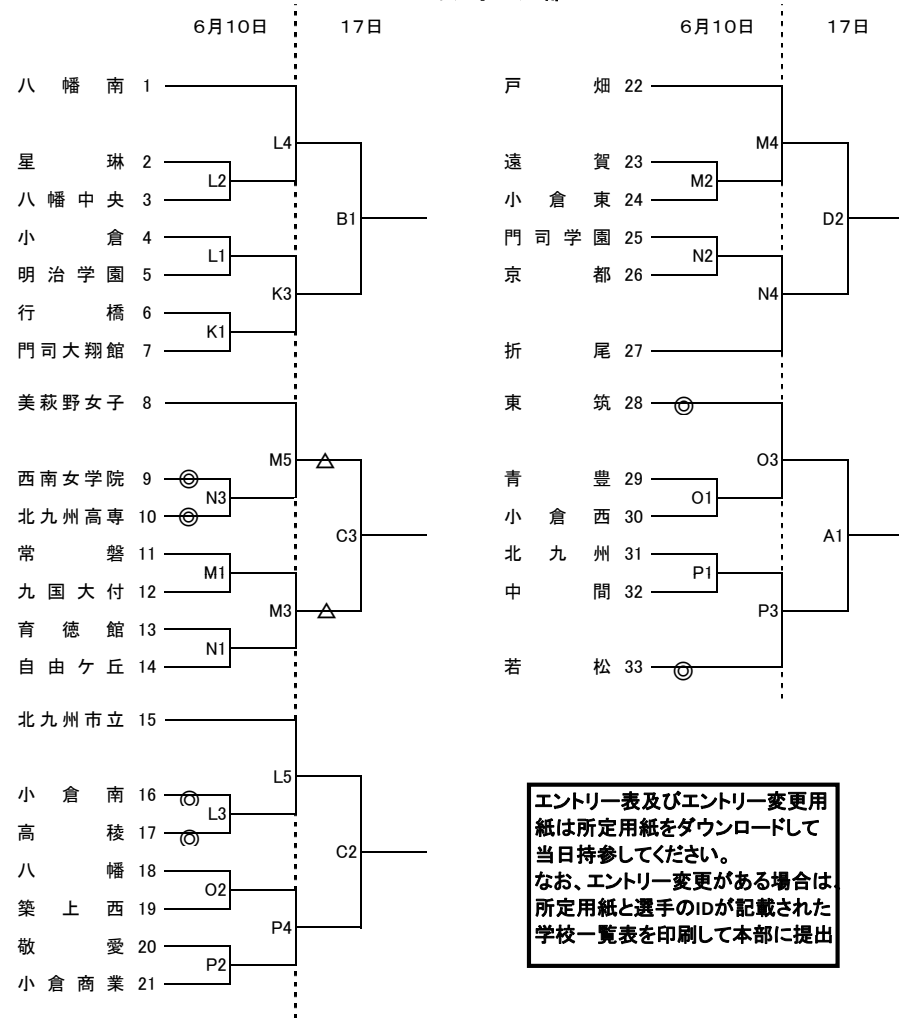 6月10日 17日
八幡南 1
L4
星琳 2
L2
八幡中央 3
B1
小倉 4
L1
明治学園 5
K3
行橋 6
K1
門司大翔館 7
美萩野女子 8
M5 △
西南女学院 9 ◎
N3
北九州高専 10 ◎
C3
常磐 11
M1
九国大付 12
M3 △
育徳館 13
N1
自由ケ丘 14
北九州市立 15
L5
小倉南 16 ◎
L3
高稜 17 ◎
C2
八幡 18
O2
築上西 19
P4
敬愛 20
P2
小倉商業 21
6月10日 17日
戸畑 22
M4
遠賀 23
M2
小倉東 24
D2
門司学園 25
N2
京都 26
N4
折尾 27
東筑 28 ◎
O3
青豊 29
O1
小倉西 30
A1
北九州 31
P1
中間 32
P3
若松 33 ◎
エントリー表及びエントリー変更用
紙は所定用紙をダウンロードして
当日持参してください。
なお、エントリー変更がある場合は、
所定用紙と選手のIDが記載された
学校一覧表を印刷して本部に提出